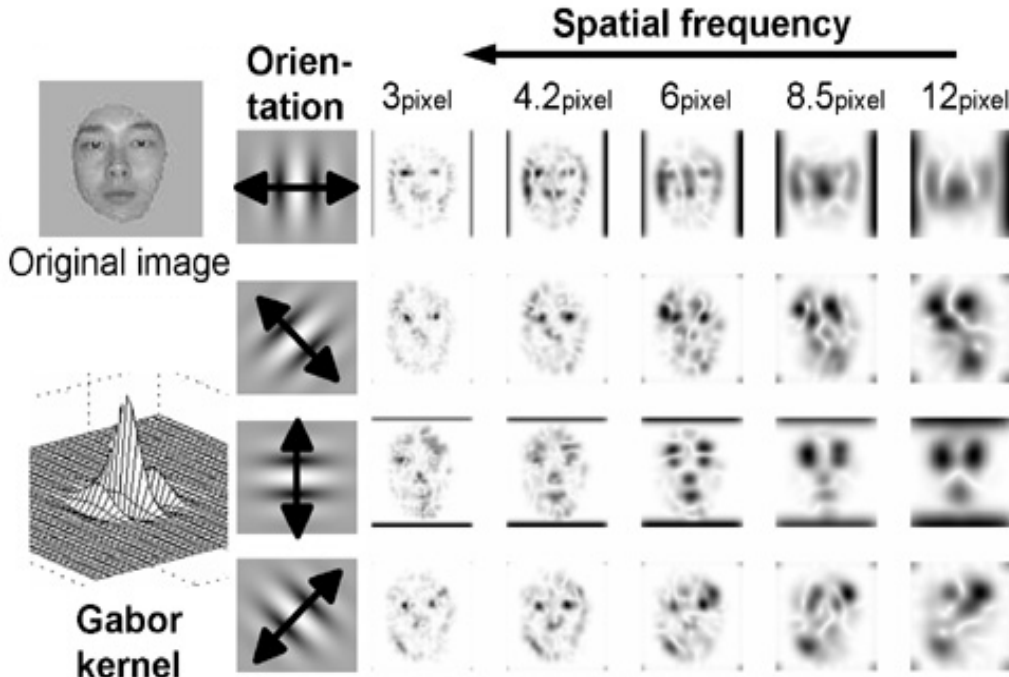 Spatial frequency
Orien-
tation
3pixel 4.2pixel 6pixel 8.5pixel 12pixel
Original image
Gabor
kernel